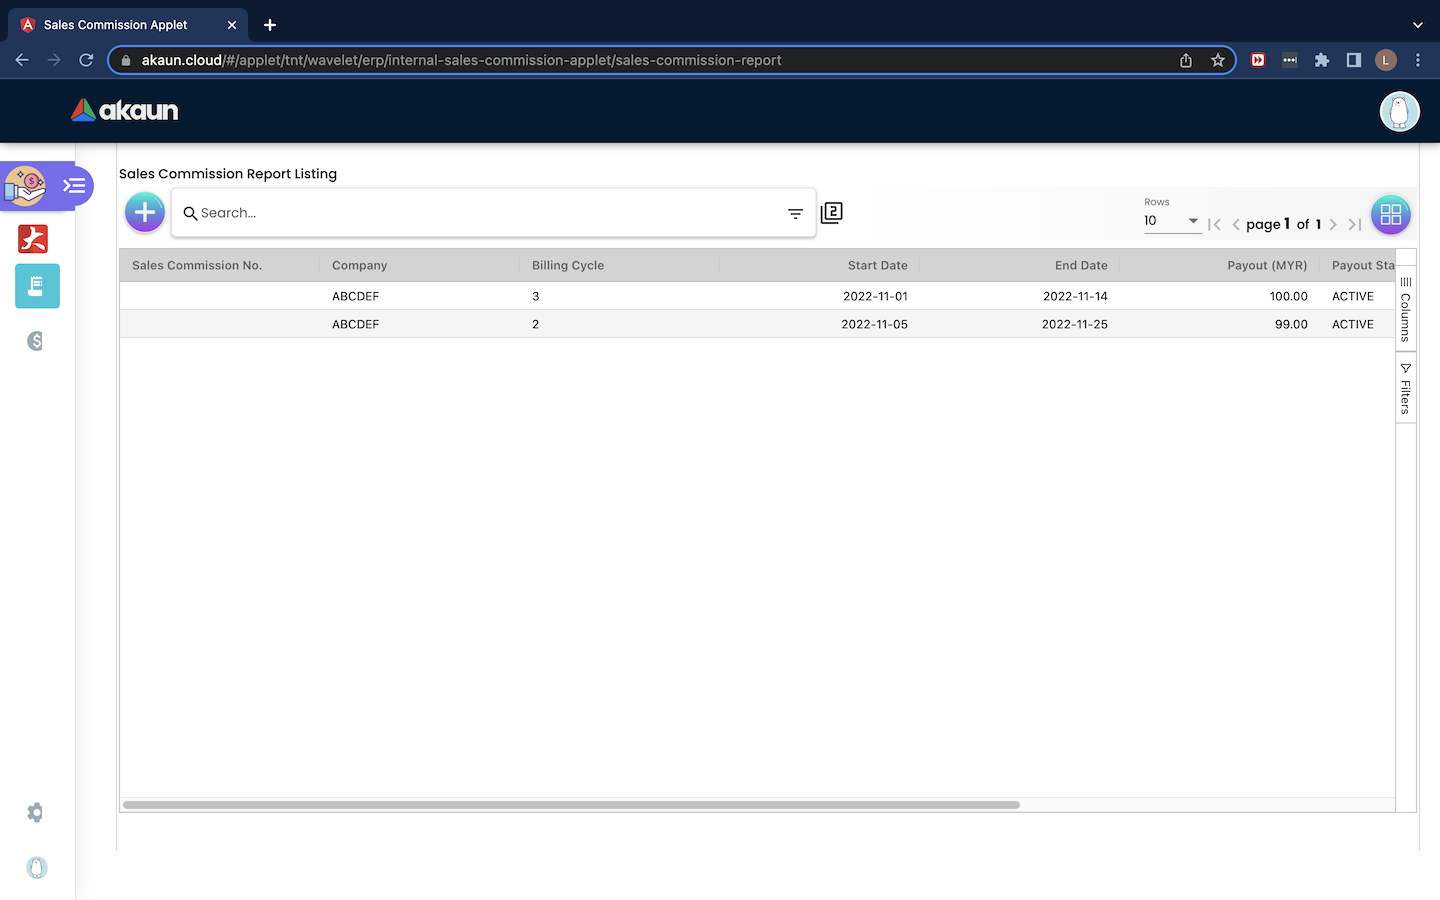 Sales Commission Applet
akaun.cloud/#/applet/tnt/wavelet/erp/internal-sales-commission-applet/sales-commission-report
L
akaun
Sales Commission Report Listing
Search...
2
Rows
10
page 1 of 1
Sales Commission No. Company Billing Cycle Start Date End Date Payout (MYR) Payout Sta
ABCDEF 3 2022-11-01 2022-11-14 100.00 ACTIVE
ABCDEF 2 2022-11-05 2022-11-25 99.00 ACTIVE
Columns
Filters